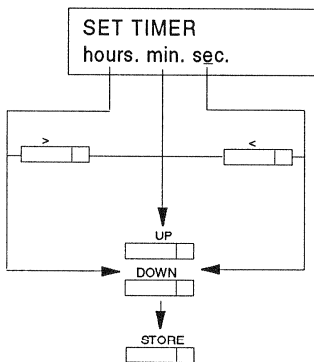 SET TIMER
hours. min. sec.
> <
UP
DOWN
STORE